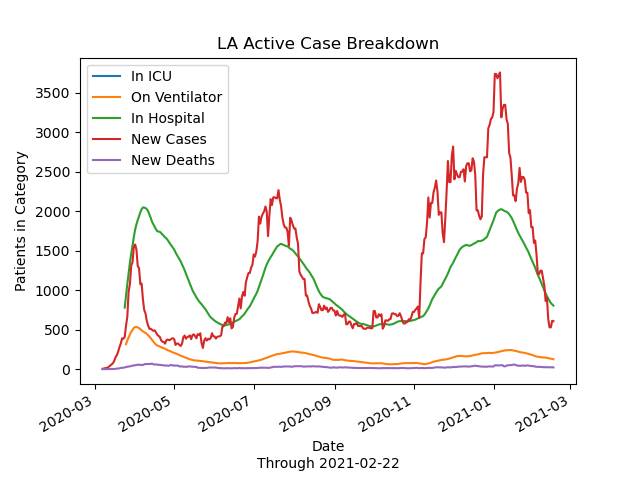 LA Active Case Breakdown
In ICU
On Ventilator
In Hospital
New Cases
New Deaths
Patients in Category
3500
3000
2500
2000
1500
1000
500
0
2020-03
2020-05
2020-07
2020-09
2020-11
2021-01
2021-03
Date
Through 2021-02-22